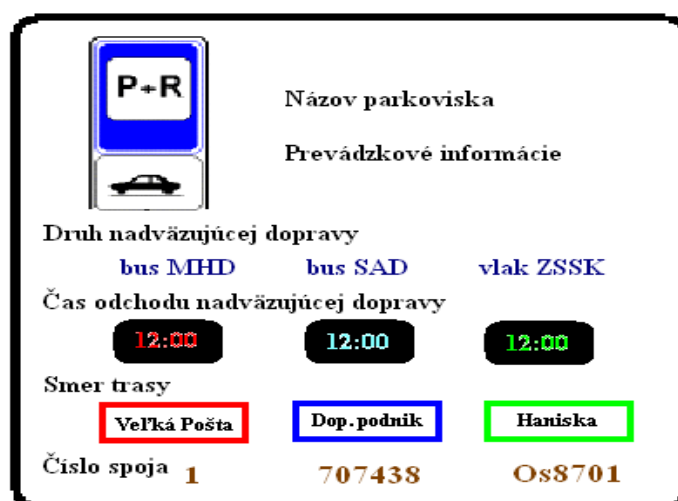 P+R
Názov parkoviska
Prevádzkové informácie
Druh nadväzujúcej dopravy
bus MHD bus SAD vlak ZSSK
Čas odchodu nadväzujúcej dopravy
12:00 12:00 12:00
Smer trasy
Veľká Pošta Dop.podnik Haniska
Číslo spoja 1 707438 Os8701